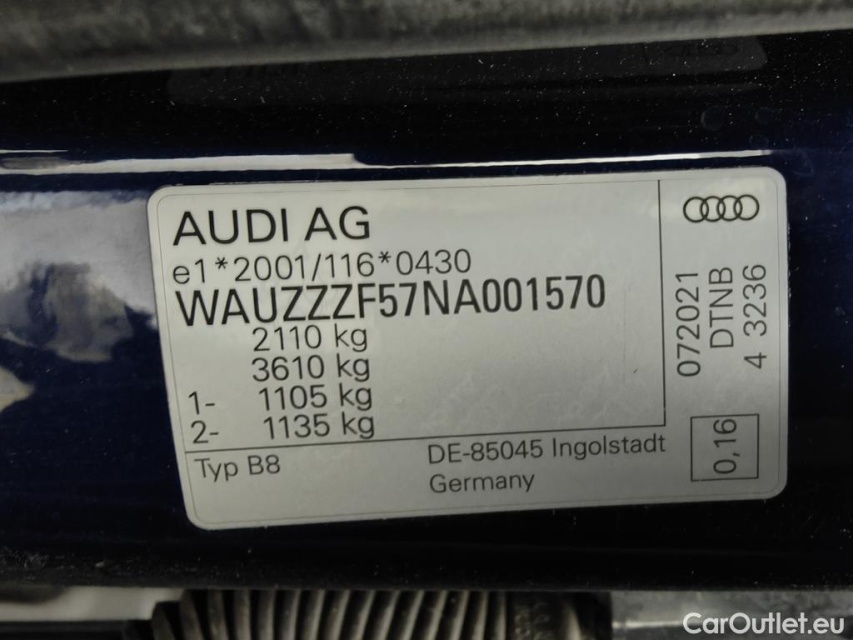 AUDI AG
e1*2001/116*0430
WAUZZZF57NA001570
2110 kg
3610 kg
1- 1105 kg
2- 1135 kg
Typ B8
DE-85045 Ingolstadt
Germany
072021
DTNB
4 3236
0,16
CarOutlet.eu